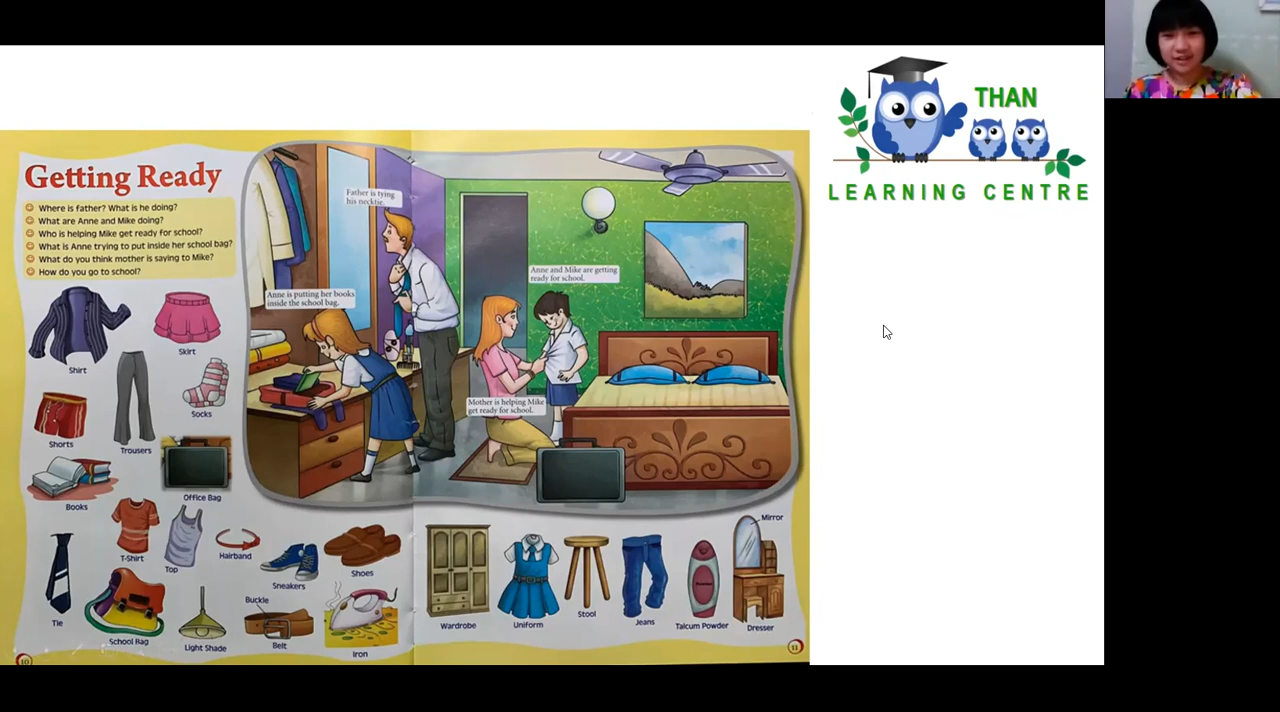 THAN
LEARNING CENTRE
Getting Ready
Where is father? What is he doing?
What are Anne and Mike doing?
Who is helping Mike get ready for school?
What is Anne trying to put inside her school bag?
What do you think mother is saying to Mike?
How do you go to school?
Father is tying
his necktie.
Anne and Mike are getting
ready for school.
Anne is putting her books
inside the school bag.
Mother is helping Mike
get ready for school.
Shirt
Skirt
Socks
Shorts
Trousers
Office Bag
Books
T-Shirt
Top
Hairband
Sneakers
Shoes
Tie
School Bag
Light Shade
Buckle
Belt
Iron
Wardrobe
Uniform
Stool
Jeans
Powder
Talcum Powder
Mirror
Dresser
10
11